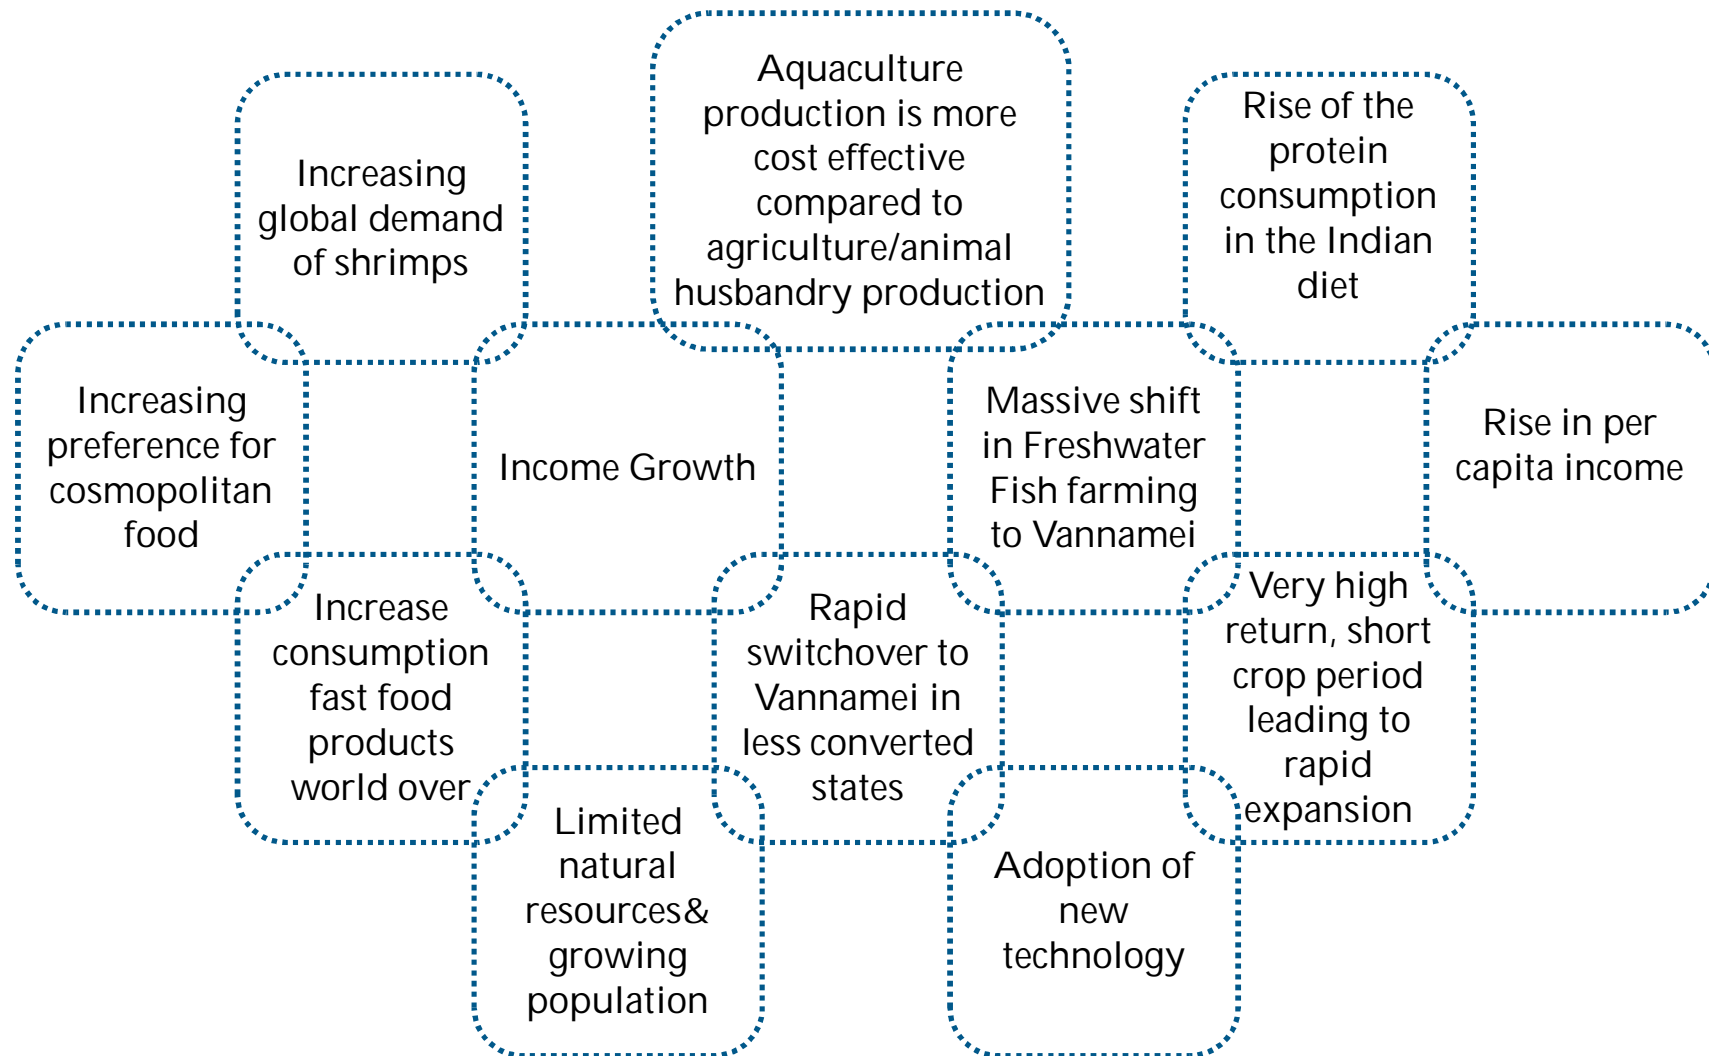 Increasing
global demand
of shrimps
Aquaculture
production is more
cost effective
compared to
agriculture/animal
husbandry production
Rise of the
protein
consumption
in the Indian
diet
Increasing
preference for
cosmopolitan
food
Income Growth
Massive shift
in Freshwater
Fish farming
to Vannamei
Rise in per
capita income
Increase
consumption
fast food
products
world over
Rapid
switchover to
Vannamei in
less converted
states
Very high
return, short
crop period
leading to
rapid
expansion
Limited
natural
resources&
growing
population
Adoption of
new
technology